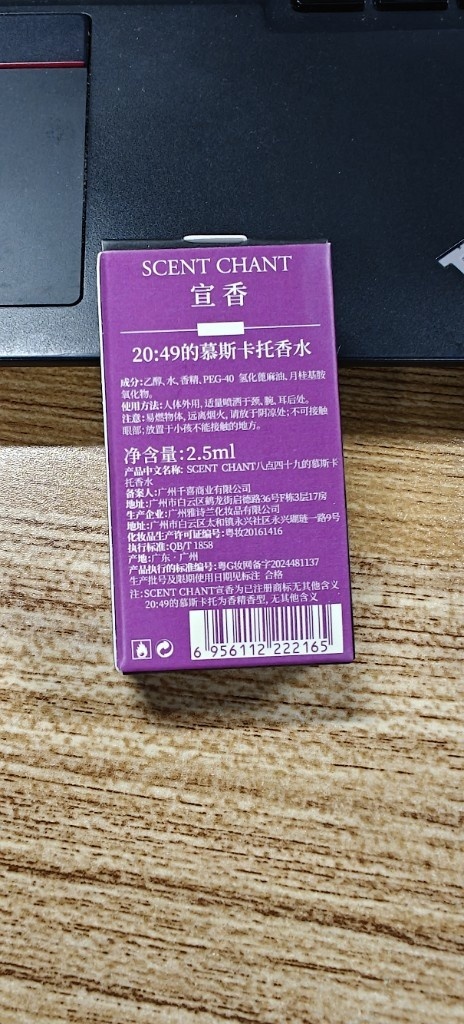 SCENT CHANT
宣香
20:49的慕斯卡托香水
成分:乙醇、水、香精、PEG-40 氢化蓖麻油、月桂基胺
氧化物。
使用方法:人体外用,适量喷洒于颈、腕、耳后处。
注意:易燃物体,远离烟火,请放于阴凉处;不可接触
眼部;放置于小孩不能接触的地方。
净含量:2.5ml
产品中文名称: SCENT CHANT八点四十九的慕斯卡
托香水
备案人:广州千喜商业有限公司
地址:广州市白云区鹤龙街启德路36号F栋3层17房
生产企业:广州雅诗兰化妆品有限公司
地址:广州市白云区太和镇永兴社区永兴珊瑚一路9号
化妆品生产许可证编号:粤妆20161416
执行标准:QB/T 1858
产地:广东·广州
产品执行的标准编号:粤G妆网备字2024481137
生产批号及限期使用日期见标注 合格
注:SCENT CHANT宣香为已注册商标无其他含义
20:49的慕斯卡托为香精香型,无其他含义
6 956112 222165